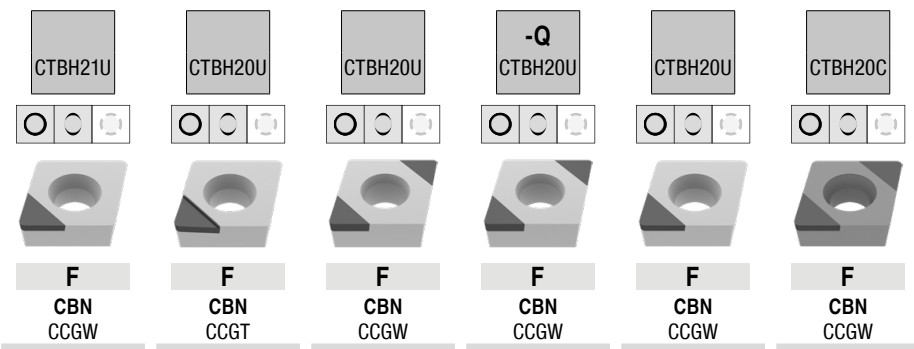 -Q
CTBH21U CTBH20U CTBH20U CTBH20U CTBH20U CTBH20C
F F F F F F
CBN CBN CBN CBN CBN CBN
CCGW CCGT CCGW CCGW CCGW CCGW